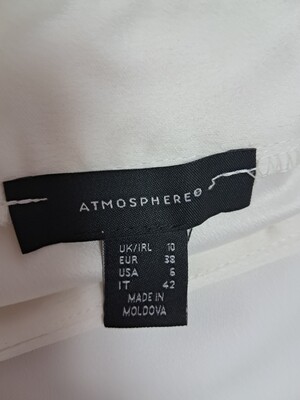 ATMOSPHERE®
UK/IRL 10
EUR 38
USA 6
IT 42
MADE IN
MOLDOVA